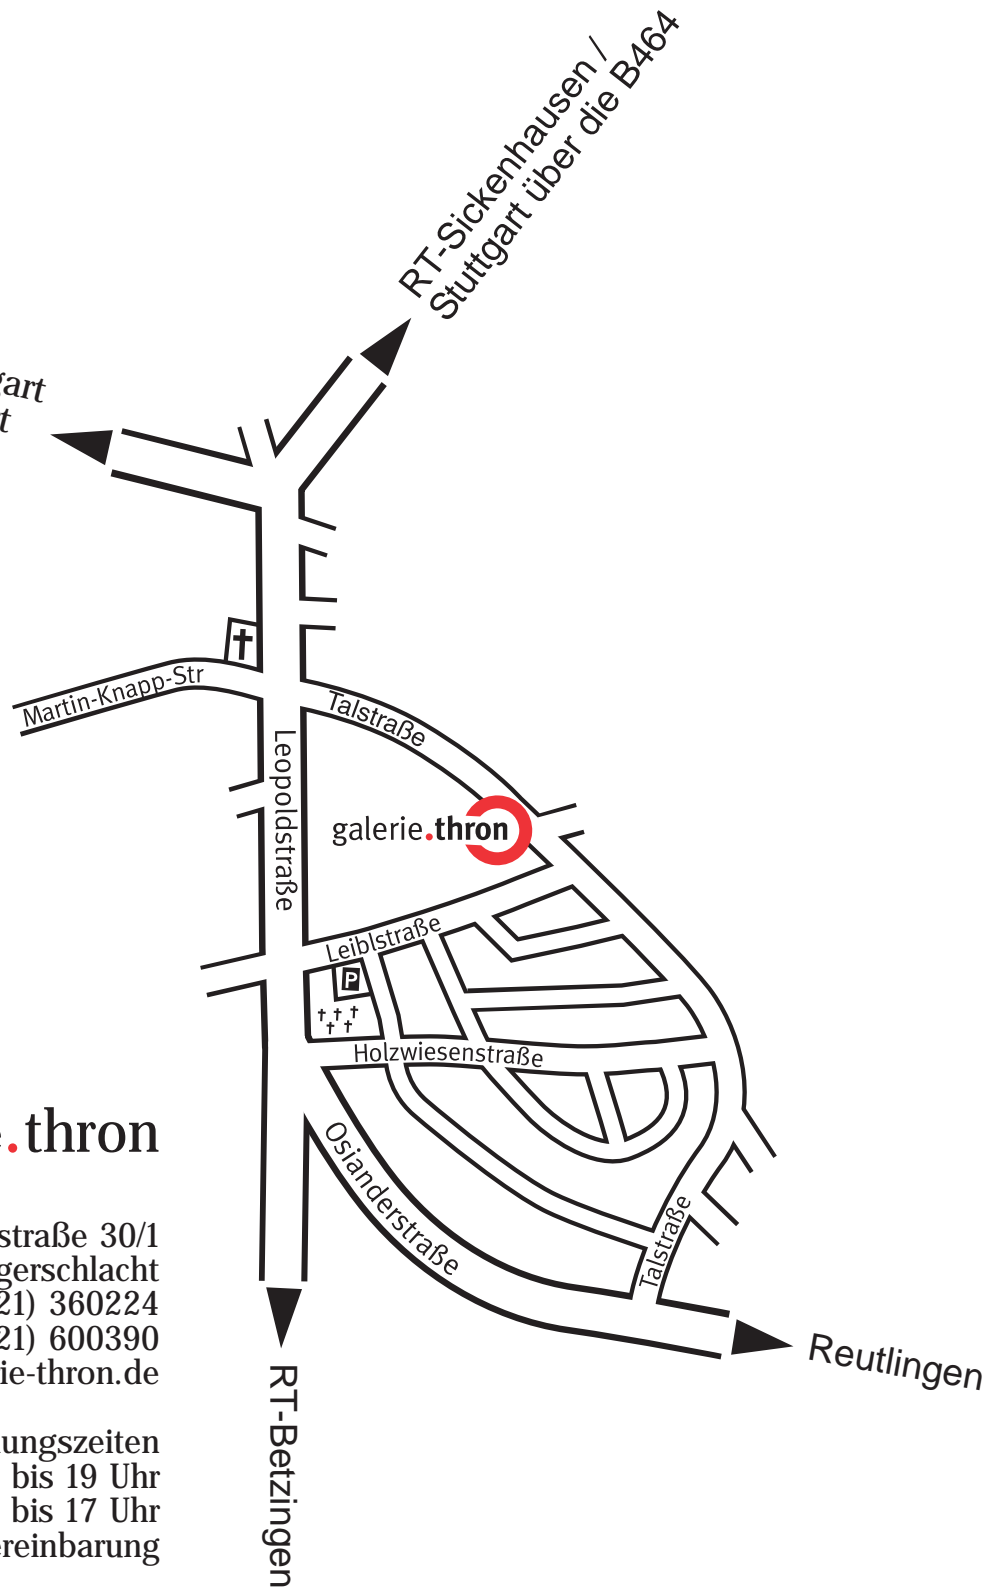 RT-Sickenhausen /
Stuttgart über die B464
Martin-Knapp-Str
Talstraße
Leopoldstraße
galerie.thron
Leiblstraße
P
Holzwiesenstraße
Osianderstraße
Talstraße
Reutlingen
RT-Betzingen
.thron
straße 30/1
gerschlacht
21) 360224
21) 600390
ie-thron.de
ungszeiten
bis 19 Uhr
bis 17 Uhr
ereinbarung